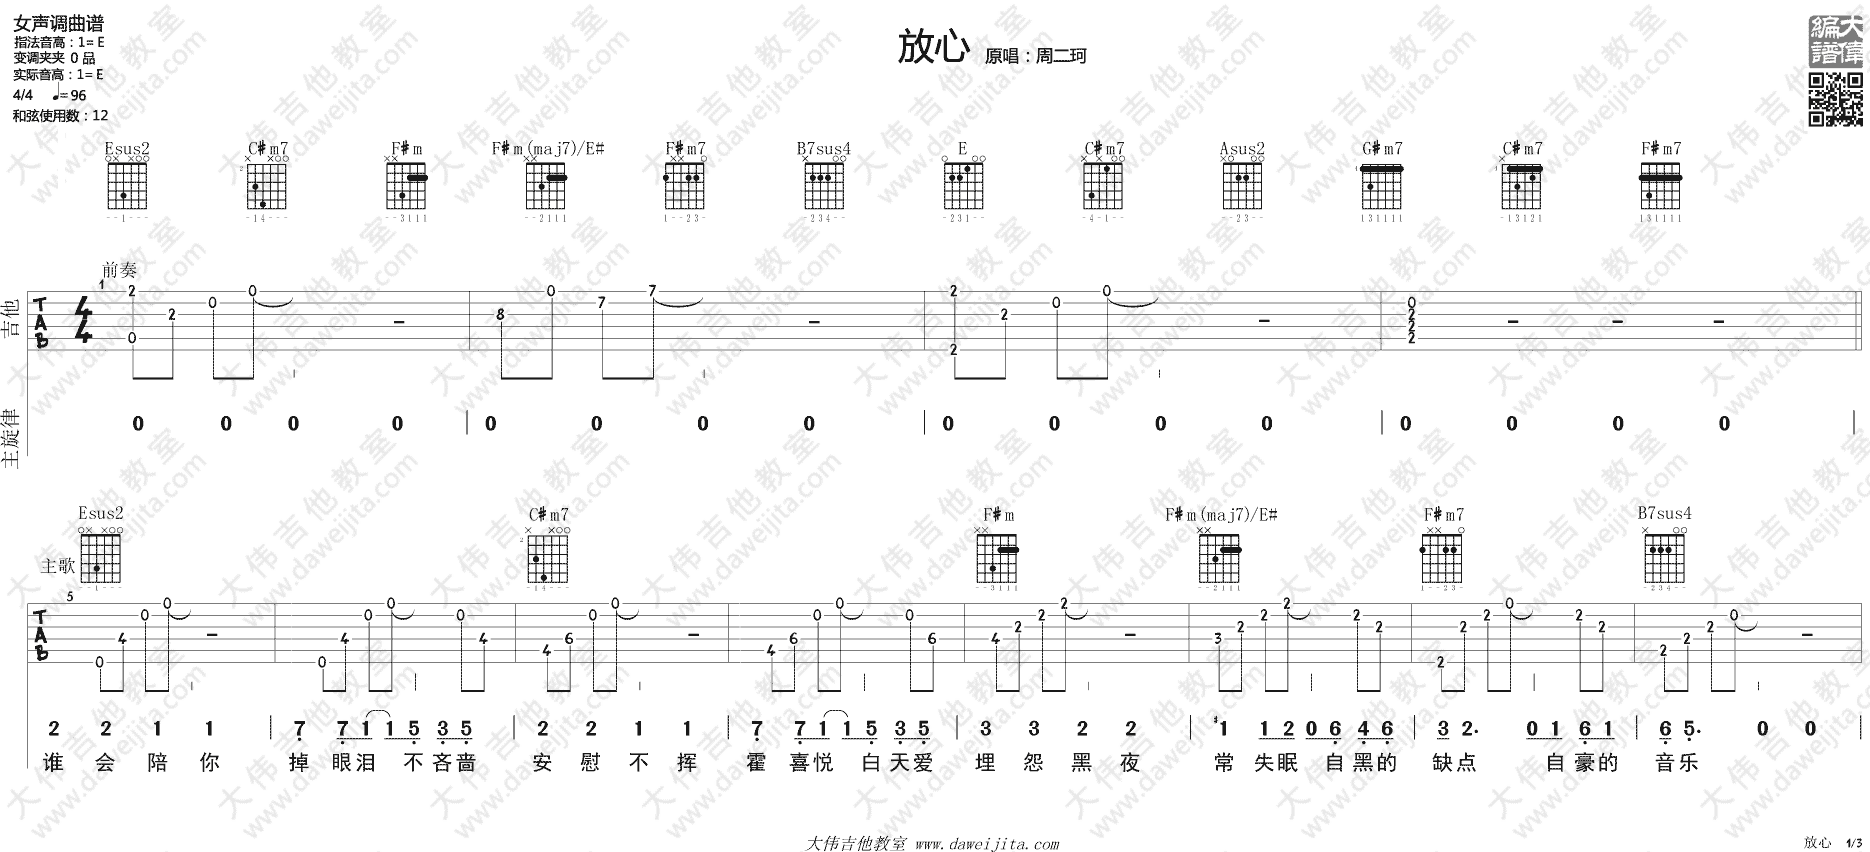 女声调曲谱
指法音高：1=E
变调夹夹 0 品
实际音高：1=E
4/4 ♩=96
和弦使用数：12
放心 原唱：周二珂
大偉編譜
Esus2 C#m7 F#m F#m(maj7)/E# F#m7 B7sus4 E C#m7 Asus2 G#m7 C#m7 F#m7
前奏
吉他
TAB 4/4
主旋律
0 0 0 0 | 0 0 0 0 | 0 0 0 0 | 0 0 0 0 |
Esus2 C#m7 F#m F#m(maj7)/E# F#m7 B7sus4
主歌
5
TAB
2 2 1 1 | 7 7 1 1 5 3 5 | 2 2 1 1 | 7 7 1 1 5 3 5 | 3 3 2 2 | #1 1 2 0 6 4 6 | 3 2. 0 1 6 1 | 6 5. 0 0 |
谁 会 陪 你 掉 眼泪 不 吝啬 安 慰 不 挥 霍 喜悦 白 天爱 埋 怨 黑 夜 常 失眠 自 黑的 缺点 自 豪的 音乐
大伟吉他教室 www.daweijita.com
放心 1/3